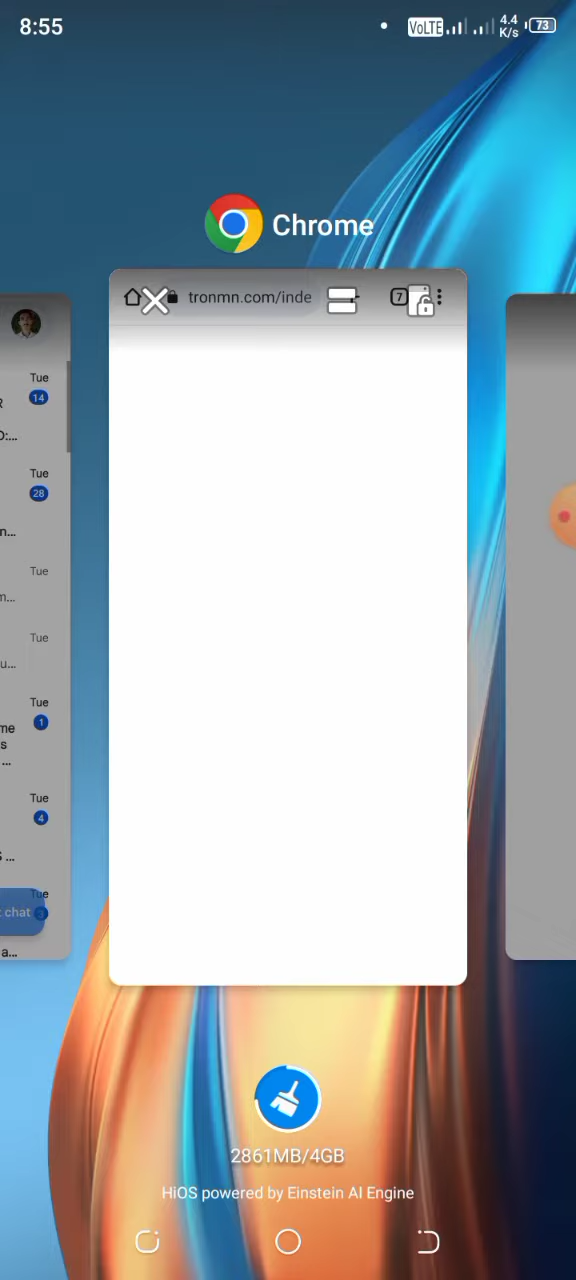 8:55
VoLTE
4.4
K/s
73
Chrome
tronmn.com/inde
7
Tue
14
Tue
28
Tue
Tue
Tue
1
me
s
Tue
4
Tue
chat
a...
2861MB/4GB
HiOS powered by Einstein AI Engine